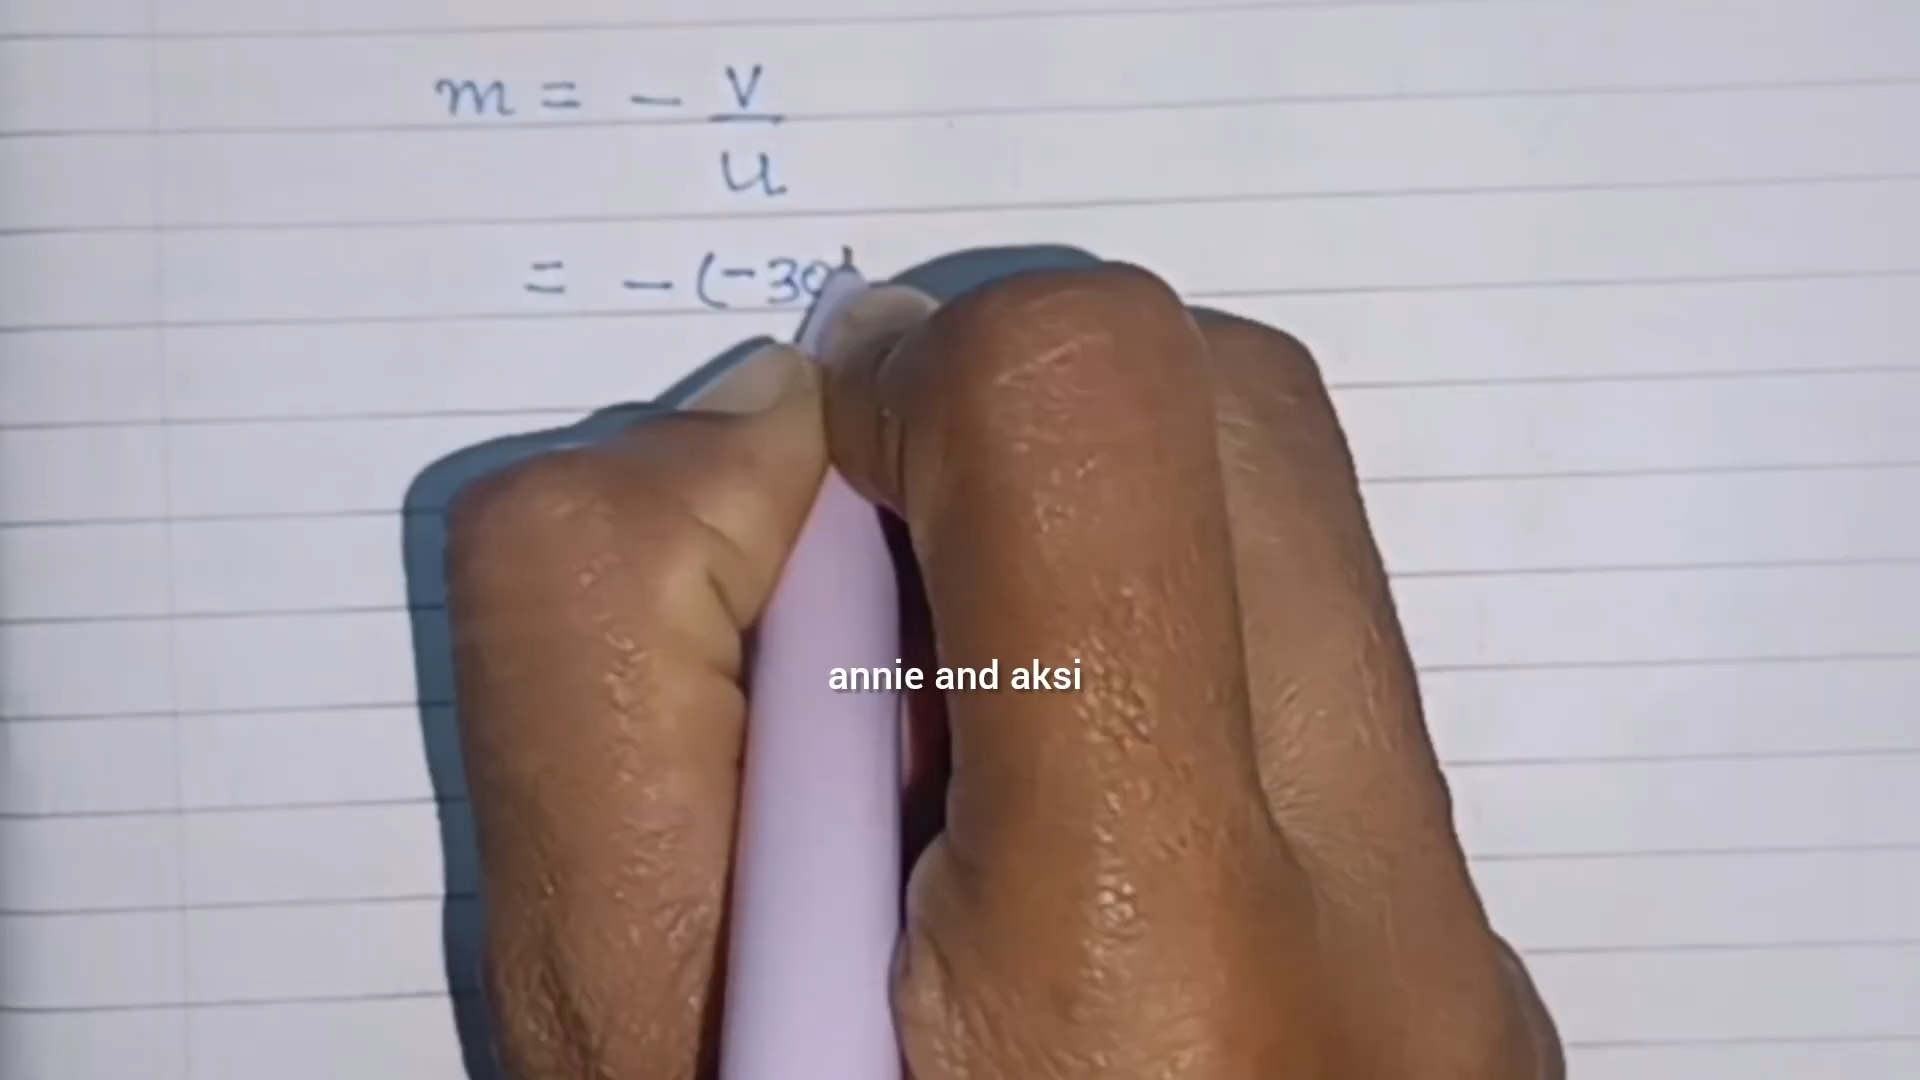 m = - v/u
= - (-30)
annie and aksi